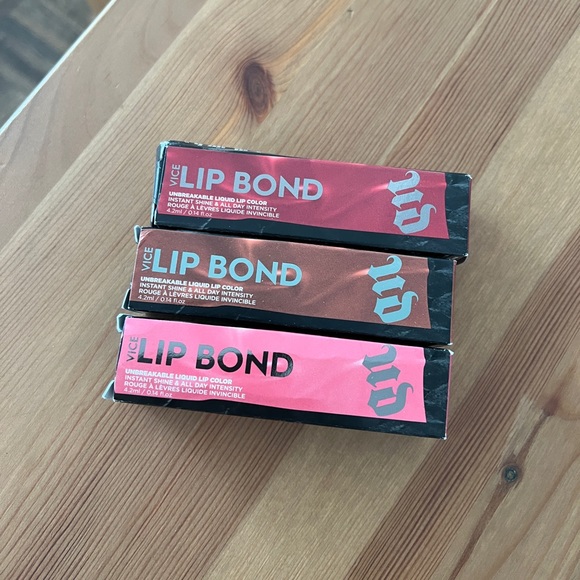 VICE
LIP BOND
UNBREAKABLE LIQUID LIP COLOR
INSTANT SHINE & ALL DAY INTENSITY
ROUGE À LÈVRES LIQUIDE INVINCIBLE
4.2ml / 0.14 fl.oz
UD
VICE
LIP BOND
UNBREAKABLE LIQUID LIP COLOR
INSTANT SHINE & ALL DAY INTENSITY
ROUGE À LÈVRES LIQUIDE INVINCIBLE
4.2ml / 0.14 fl.oz
UD
VICE
LIP BOND
UNBREAKABLE LIQUID LIP COLOR
INSTANT SHINE & ALL DAY INTENSITY
ROUGE À LÈVRES LIQUIDE INVINCIBLE
4.2ml / 0.14 fl.oz
UD